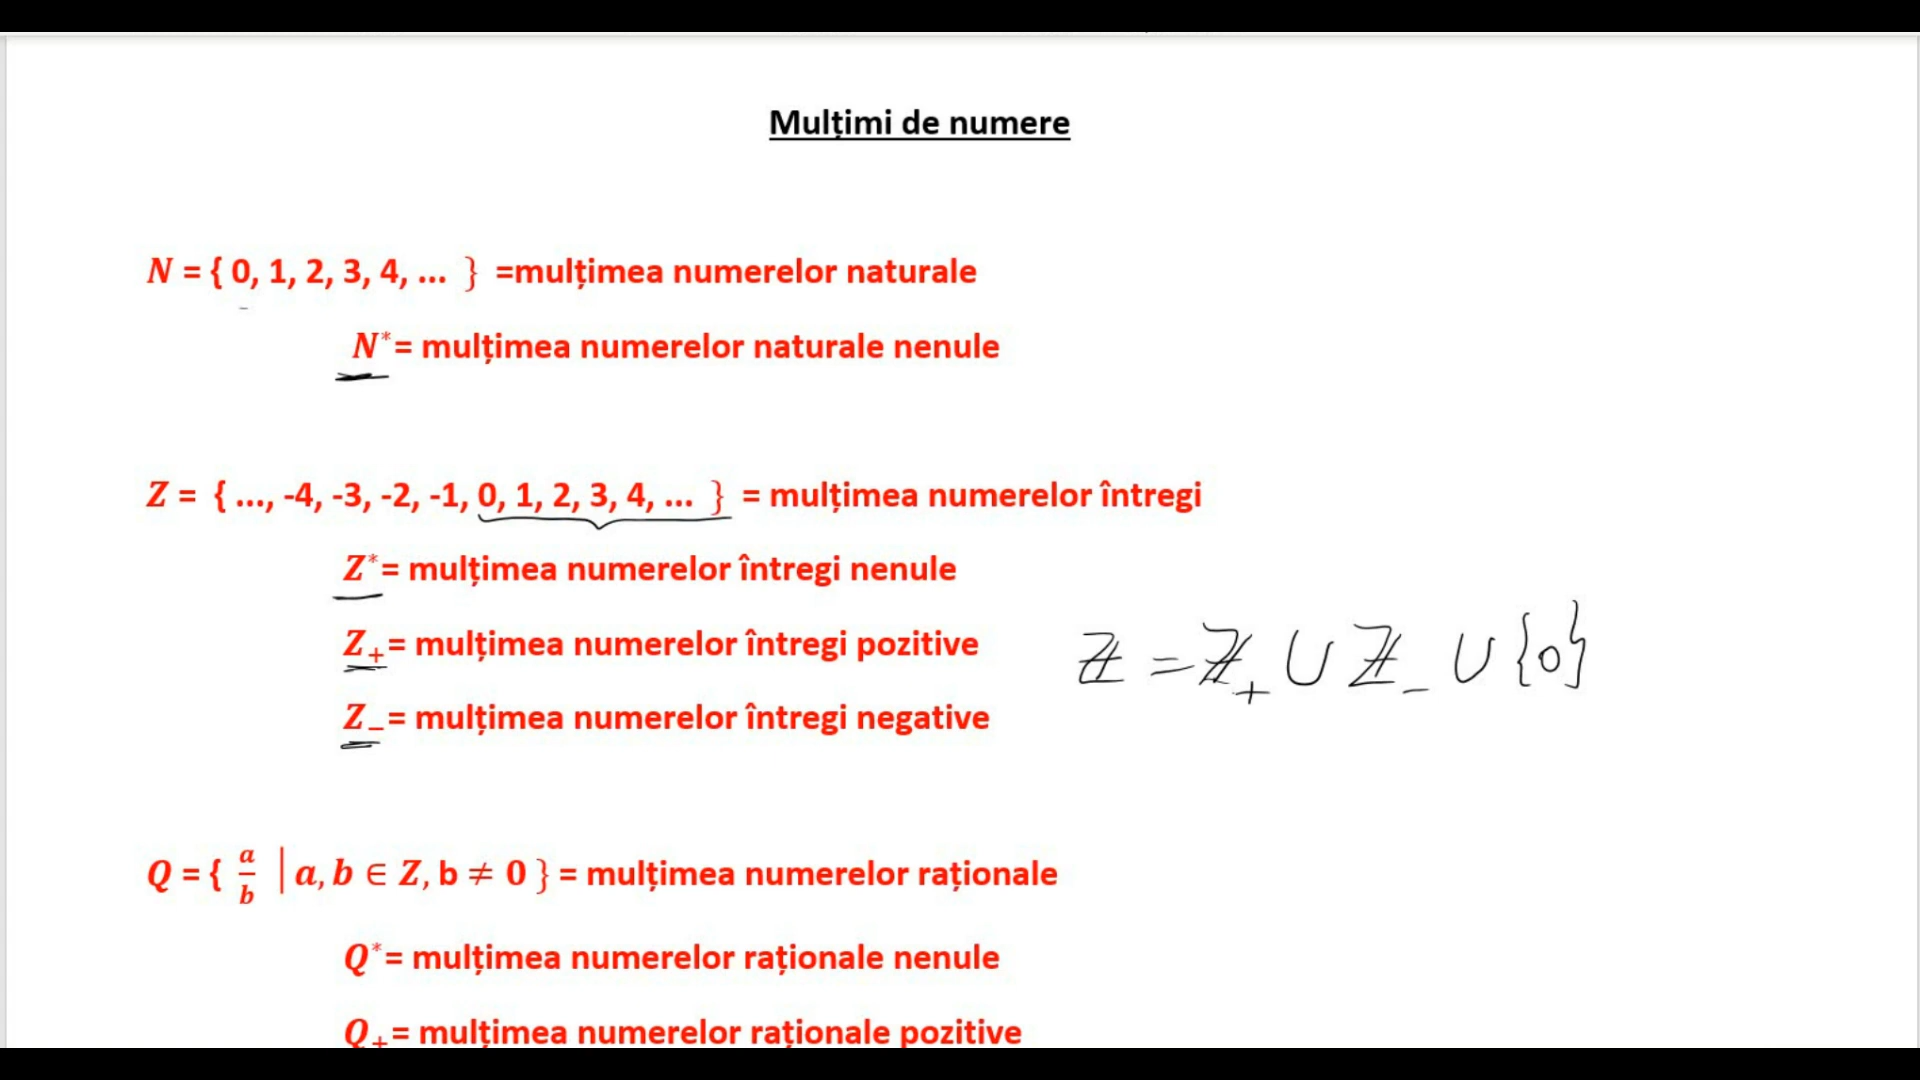 Mulțimi de numere
N = { 0, 1, 2, 3, 4, ... } =mulțimea numerelor naturale
N*= mulțimea numerelor naturale nenule
Z = { ..., -4, -3, -2, -1, 0, 1, 2, 3, 4, ... } = mulțimea numerelor întregi
Z*= mulțimea numerelor întregi nenule
Z₊= mulțimea numerelor întregi pozitive
ℤ = ℤ₊ ∪ ℤ₋ ∪ {0}
Z₋= mulțimea numerelor întregi negative
Q = { a/b | a, b ∈ Z, b ≠ 0 } = mulțimea numerelor raționale
Q*= mulțimea numerelor raționale nenule
Q₊= mulțimea numerelor raționale pozitive